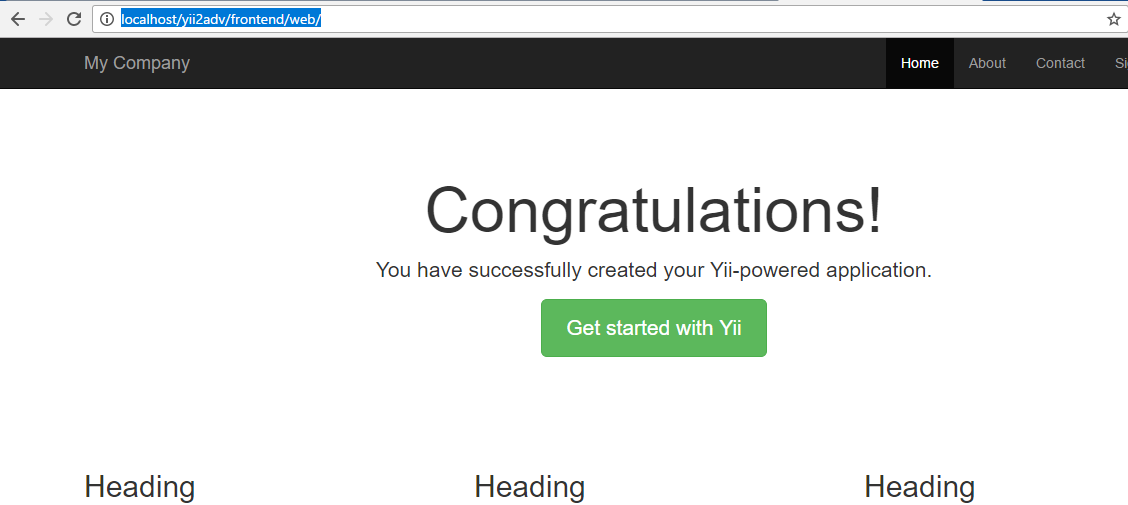 localhost/yii2adv/frontend/web/
My Company Home About Contact
Congratulations!
You have successfully created your Yii-powered application.
Get started with Yii
Heading Heading Heading